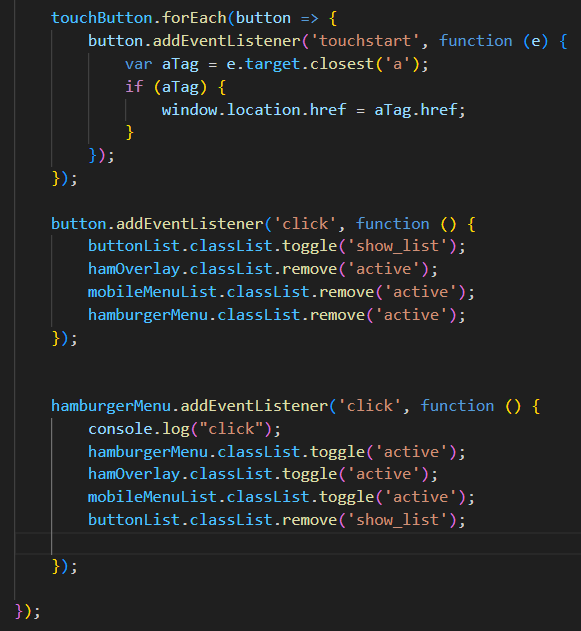 touchButton.forEach(button => {
button.addEventListener('touchstart', function (e) {
var aTag = e.target.closest('a');
if (aTag) {
window.location.href = aTag.href;
}
});
});
button.addEventListener('click', function () {
buttonList.classList.toggle('show_list');
hamOverlay.classList.remove('active');
mobileMenuList.classList.remove('active');
hamburgerMenu.classList.remove('active');
});
hamburgerMenu.addEventListener('click', function () {
console.log("click");
hamburgerMenu.classList.toggle('active');
hamOverlay.classList.toggle('active');
mobileMenuList.classList.toggle('active');
buttonList.classList.remove('show_list');
});
});